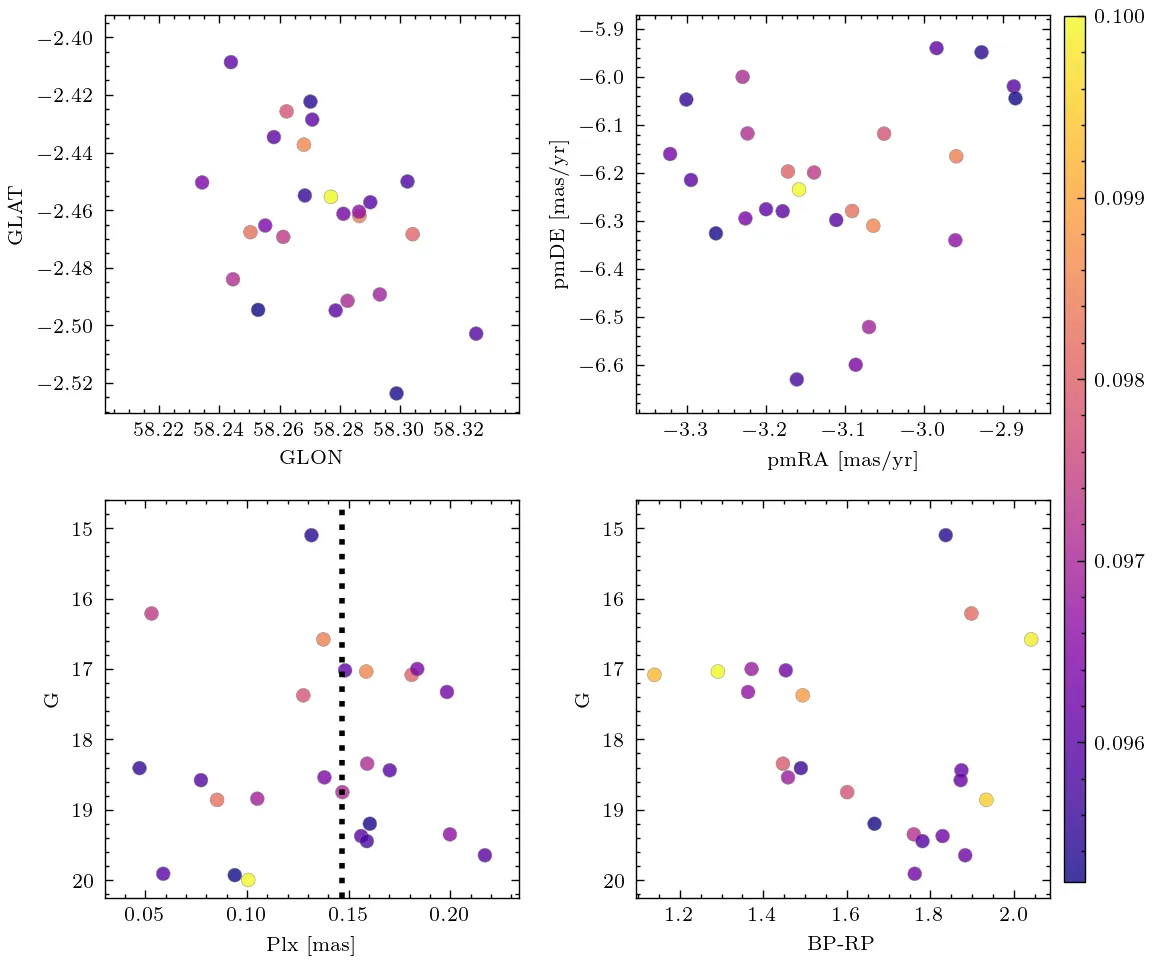 −2.40
−2.42
−2.44
−2.46
−2.48
−2.50
−2.52
GLAT
58.22 58.24 58.26 58.28 58.30 58.32
GLON
−5.9
−6.0
−6.1
−6.2
−6.3
−6.4
−6.5
−6.6
pmDE [mas/yr]
−3.3 −3.2 −3.1 −3.0 −2.9
pmRA [mas/yr]
0.100
0.099
0.098
0.097
0.096
15
16
17
18
19
20
G
0.05 0.10 0.15 0.20
Plx [mas]
15
16
17
18
19
20
G
1.2 1.4 1.6 1.8 2.0
BP-RP